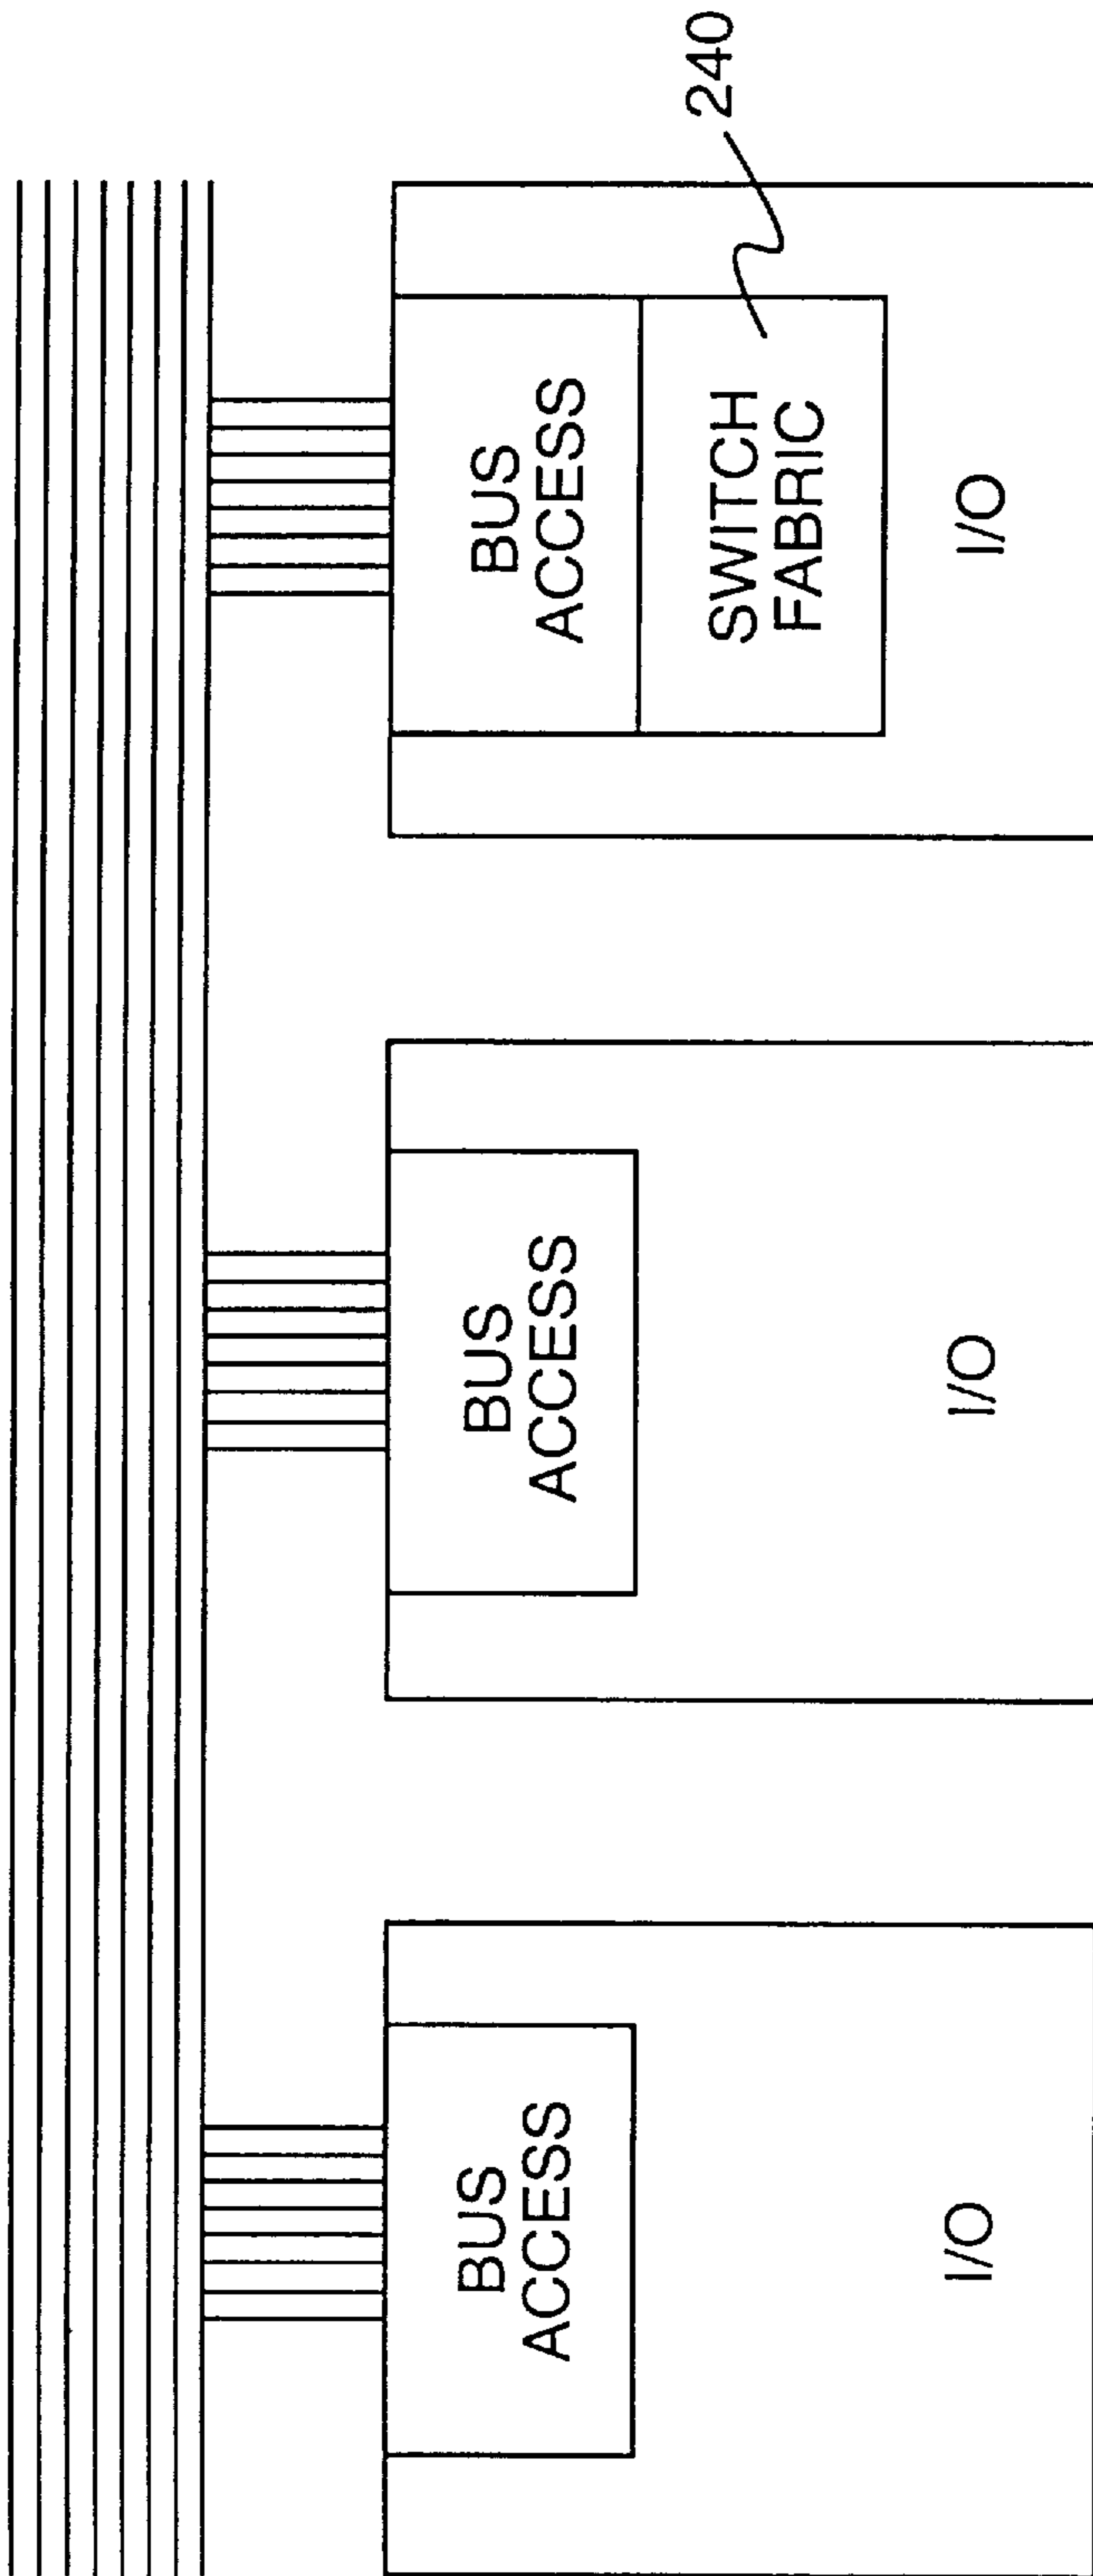 BUS
ACCESS
I/O
BUS
ACCESS
I/O
BUS
ACCESS
SWITCH
FABRIC
I/O
240